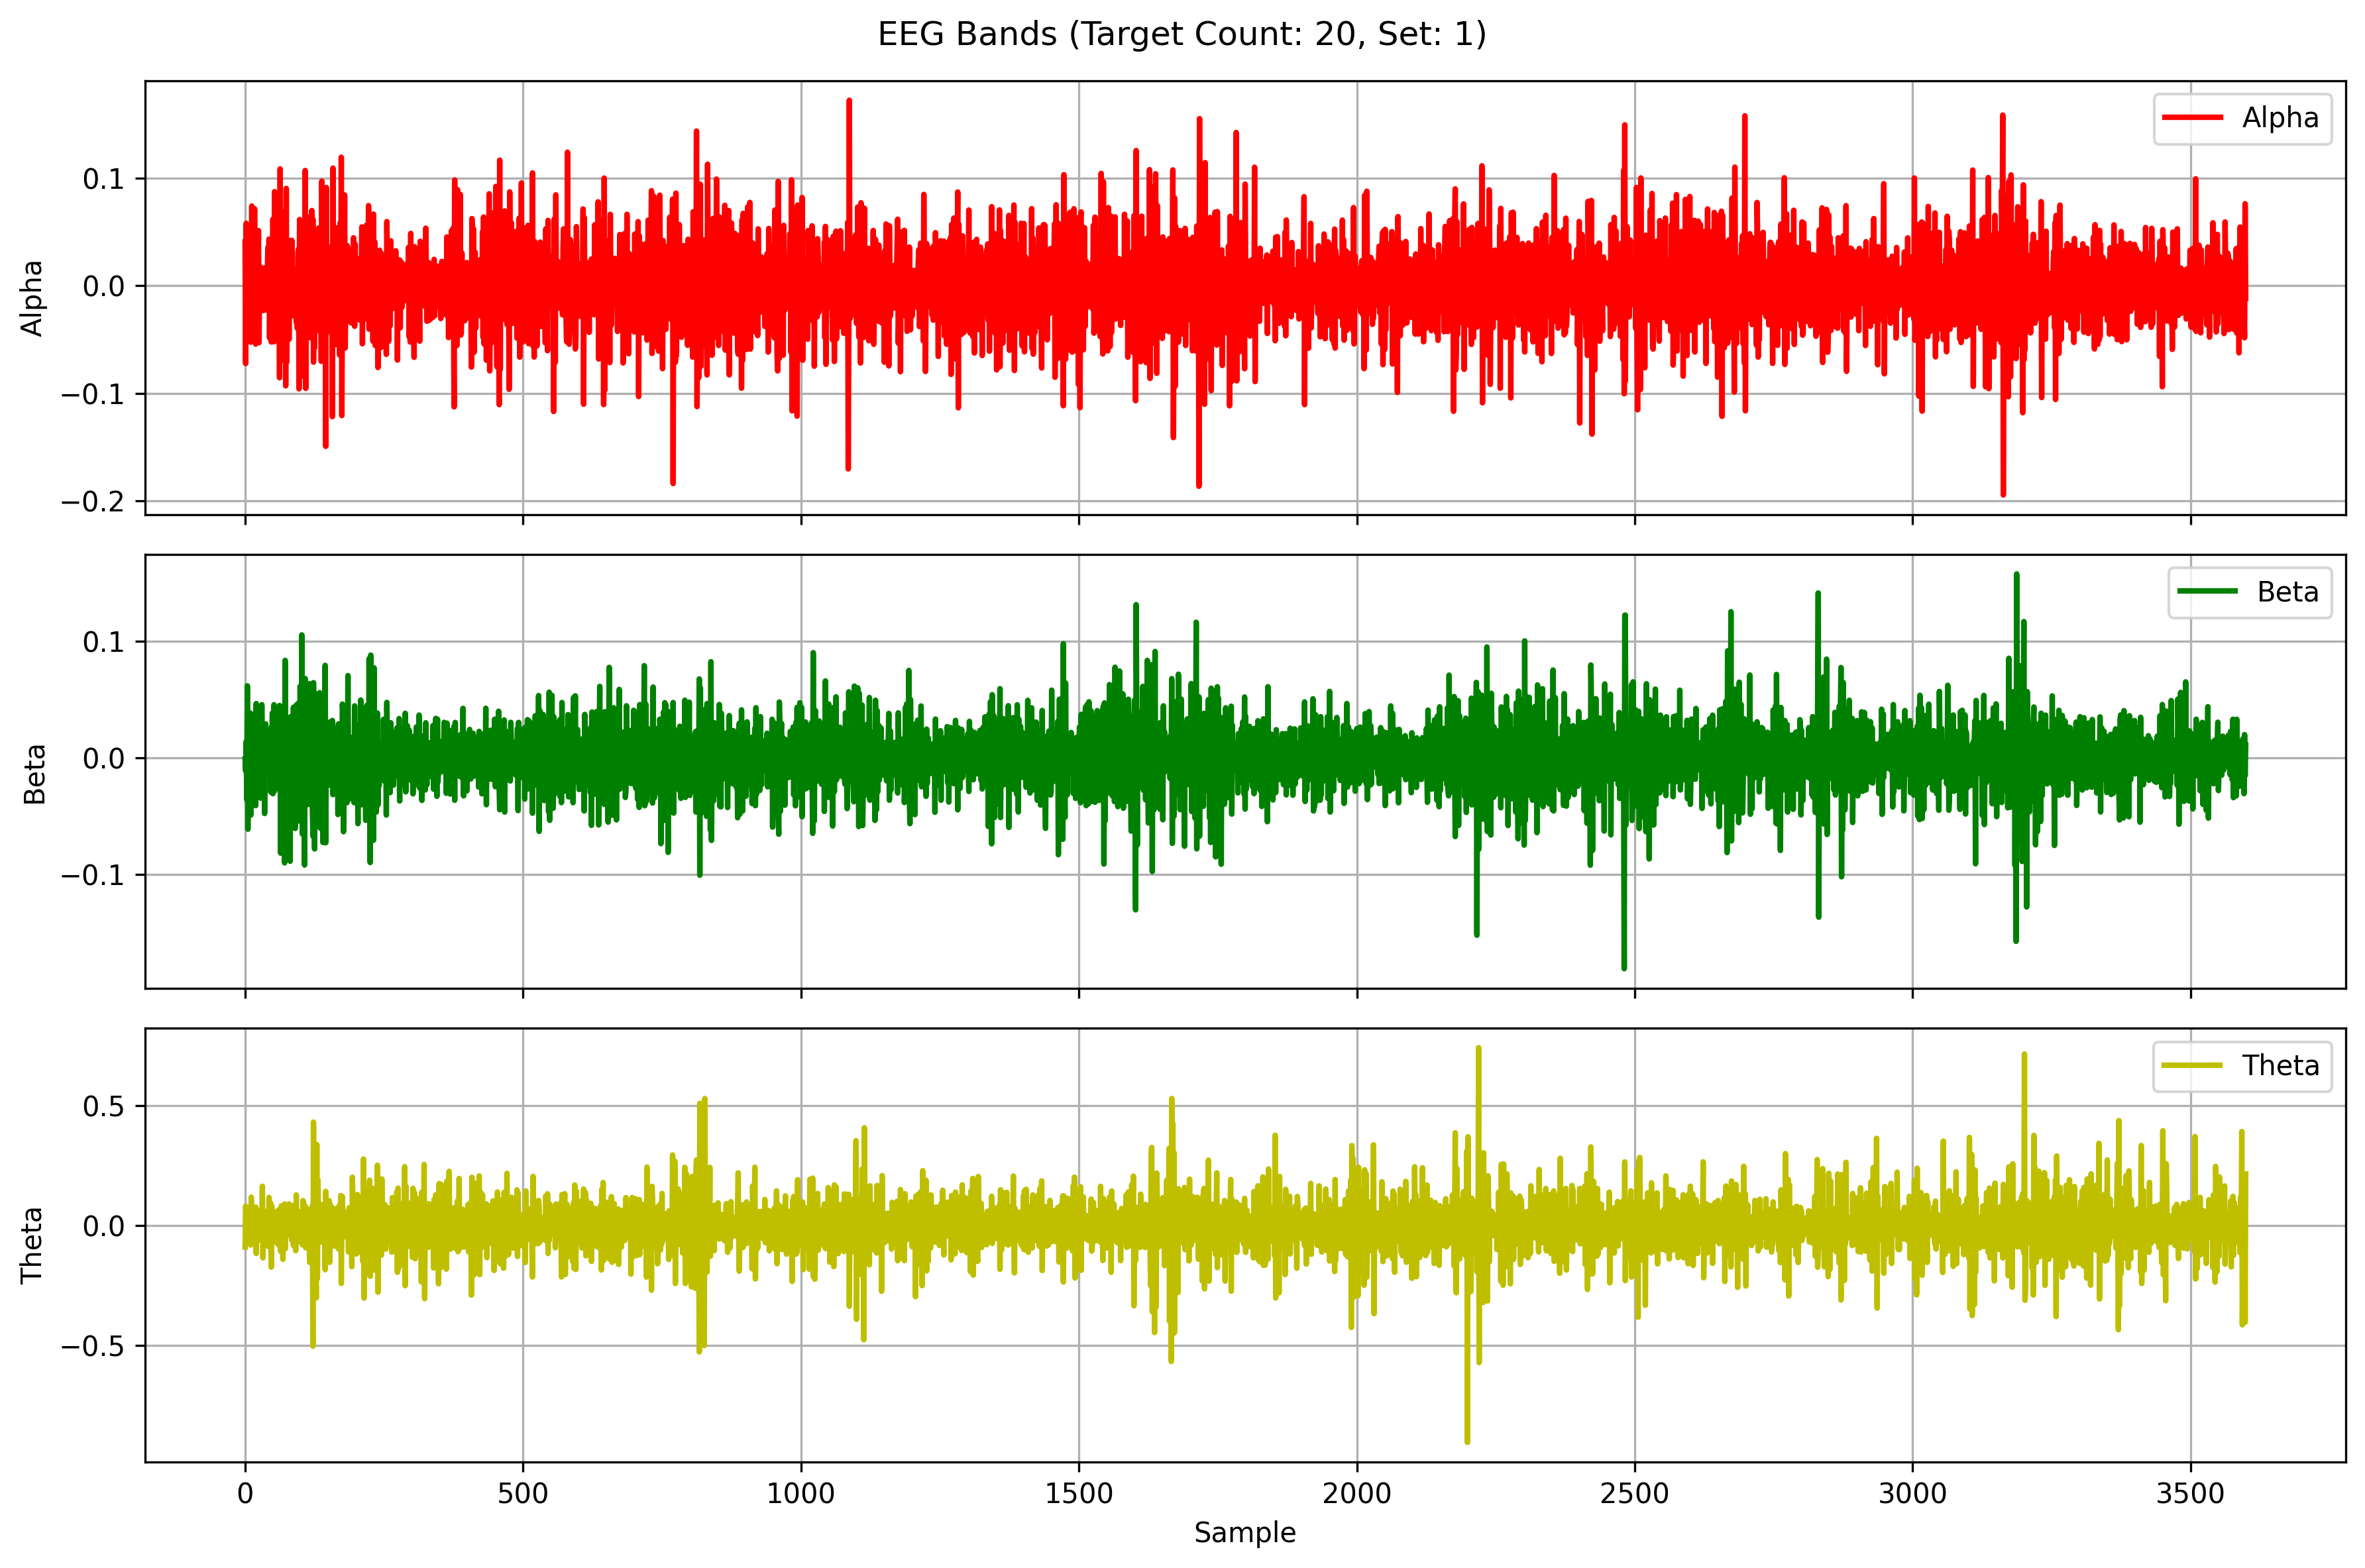 EEG Bands (Target Count: 20, Set: 1)
Alpha
0.1
0.0
−0.1
−0.2
Alpha
Beta
0.1
0.0
−0.1
Beta
Theta
0.5
0.0
−0.5
Theta
0 500 1000 1500 2000 2500 3000 3500
Sample